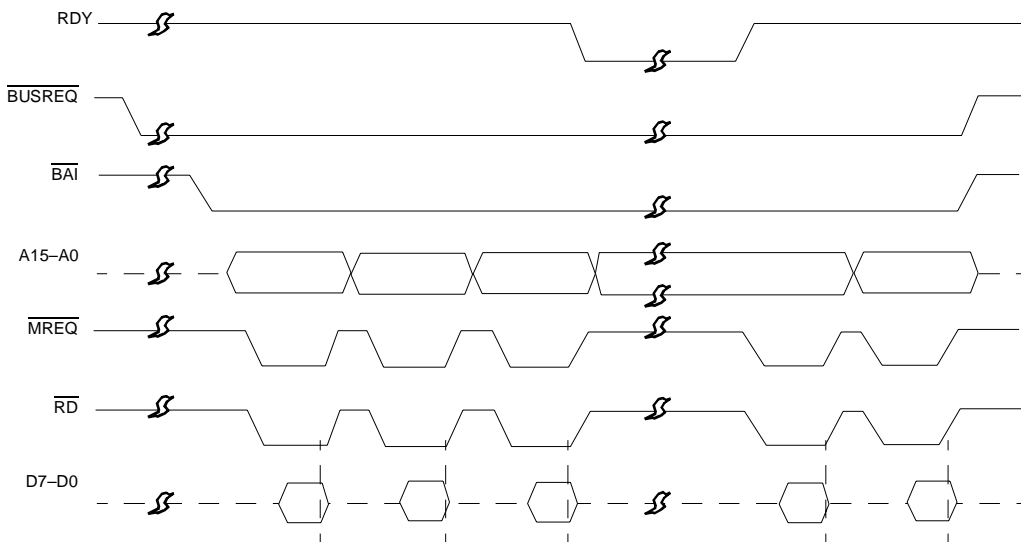 RDY
BUSREQ
BAI
A15–A0
MREQ
RD
D7–D0